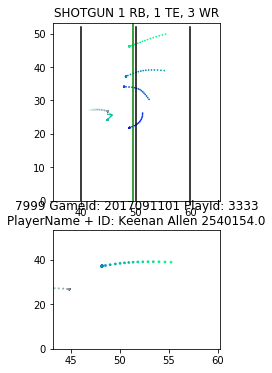 SHOTGUN 1 RB, 1 TE, 3 WR
50
40
30
20
10
0
40 50 60
7999 GameId: 2017091101 PlayId: 3333
PlayerName + ID: Keenan Allen 2540154.0
40
20
0
45 50 55 60